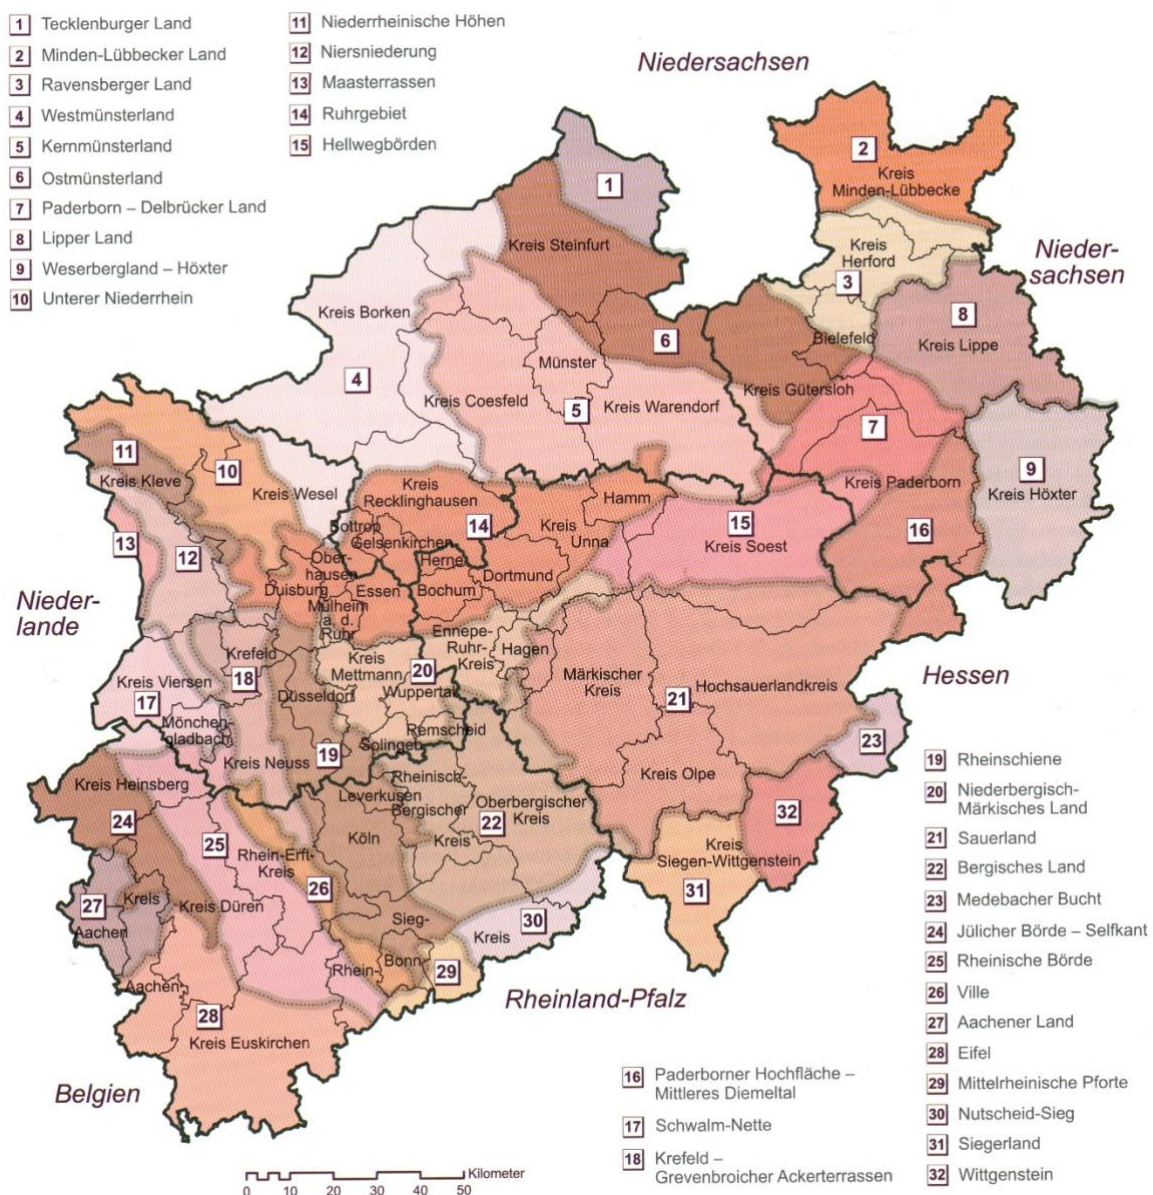 1 Tecklenburger Land
2 Minden-Lübbecker Land
3 Ravensberger Land
4 Westmünsterland
5 Kernmünsterland
6 Ostmünsterland
7 Paderborn – Delbrücker Land
8 Lipper Land
9 Weserbergland – Höxter
10 Unterer Niederrhein
11 Niederrheinische Höhen
12 Niersniederung
13 Maasterrassen
14 Ruhrgebiet
15 Hellwegbörden
Niedersachsen
2
Kreis
Minden-Lübbecke
1
Kreis Steinfurt
Kreis
Herford
3
Nieder-
sachsen
Kreis Borken
8
Bielefeld
Kreis Lippe
6
Münster
4
Kreis Coesfeld
5
Kreis Warendorf
Kreis Gütersloh
7
11
Kreis Kleve
10
Kreis Wesel
Kreis
Recklinghausen
Hamm
Kreis Paderborn
9
Kreis Höxter
14
15
16
Bottrop
Gelsenkirchen
Kreis
Unna
Kreis Soest
13
12
Ober-
hausen
Herne
Dortmund
Duisburg
Essen
Bochum
Mülheim
a. d.
Ruhr
Nieder-
lande
Krefeld
Kreis
Mettmann
Ennepe-
Ruhr-
Kreis
Hagen
20
Märkischer
Kreis
Hochsauerlandkreis
21
Hessen
Kreis Viersen
18
17
Düsseldorf
Wuppertal
Mönchen-
gladbach
Remscheid
Solingen
19
Kreis Neuss
23
Kreis Heinsberg
Leverkusen
Rheinisch-
Bergischer
Kreis
Oberbergischer
Kreis
22
Kreis Olpe
32
24
25
Köln
Rhein-Erft-
Kreis
26
Kreis
Siegen-Wittgenstein
31
27
Kreis
Aachen
Kreis Düren
Sieg-
Kreis
30
Bonn
Rhein-
29
Aachen
28
Kreis Euskirchen
Rheinland-Pfalz
Belgien
16 Paderborner Hochfläche –
Mittleres Diemeltal
17 Schwalm-Nette
18 Krefeld –
Grevenbroicher Ackerterrassen
19 Rheinschiene
20 Niederbergisch-
Märkisches Land
21 Sauerland
22 Bergisches Land
23 Medebacher Bucht
24 Jülicher Börde – Selfkant
25 Rheinische Börde
26 Ville
27 Aachener Land
28 Eifel
29 Mittelrheinische Pforte
30 Nutscheid-Sieg
31 Siegerland
32 Wittgenstein
Kilometer
0 10 20 30 40 50